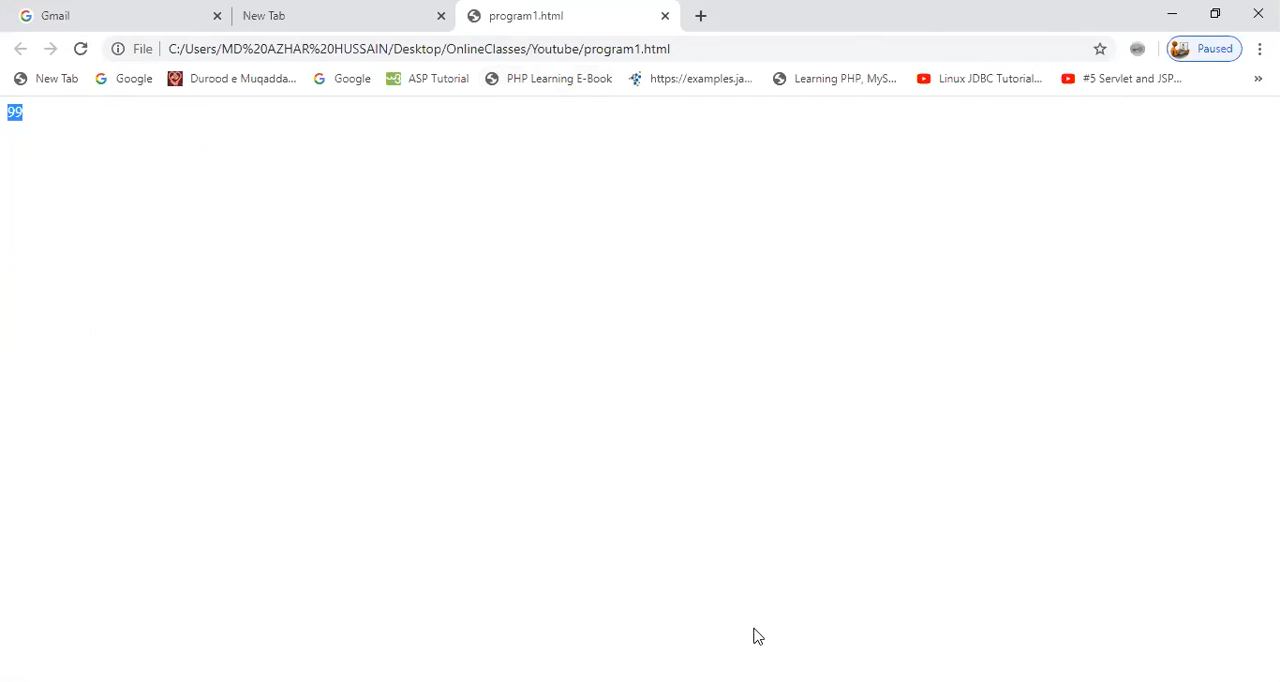 Gmail New Tab program1.html
File C:/Users/MD%20AZHAR%20HUSSAIN/Desktop/OnlineClasses/Youtube/program1.html Paused
New Tab Google Durood e Muqadda... Google ASP Tutorial PHP Learning E-Book https://examples.ja... Learning PHP, MyS... Linux JDBC Tutorial... #5 Servlet and JSP... »
99